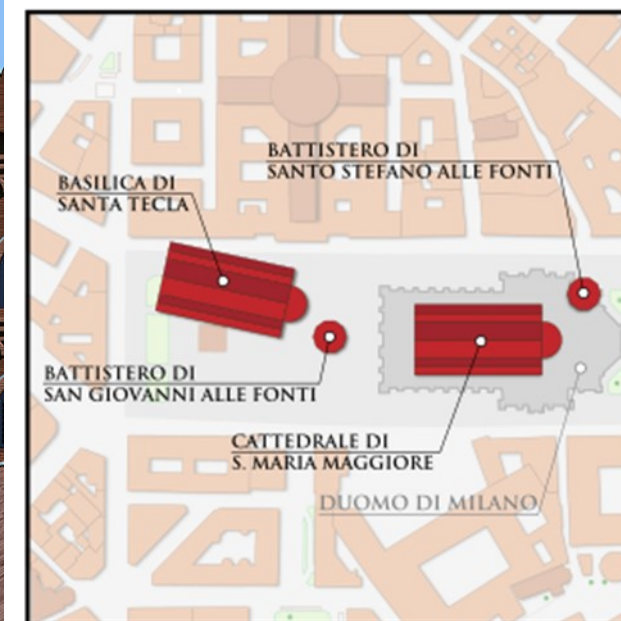 BATTISTERO DI
SANTO STEFANO ALLE FONTI
BASILICA DI
SANTA TECLA
BATTISTERO DI
SAN GIOVANNI ALLE FONTI
CATTEDRALE DI
S. MARIA MAGGIORE
DUOMO DI MILANO